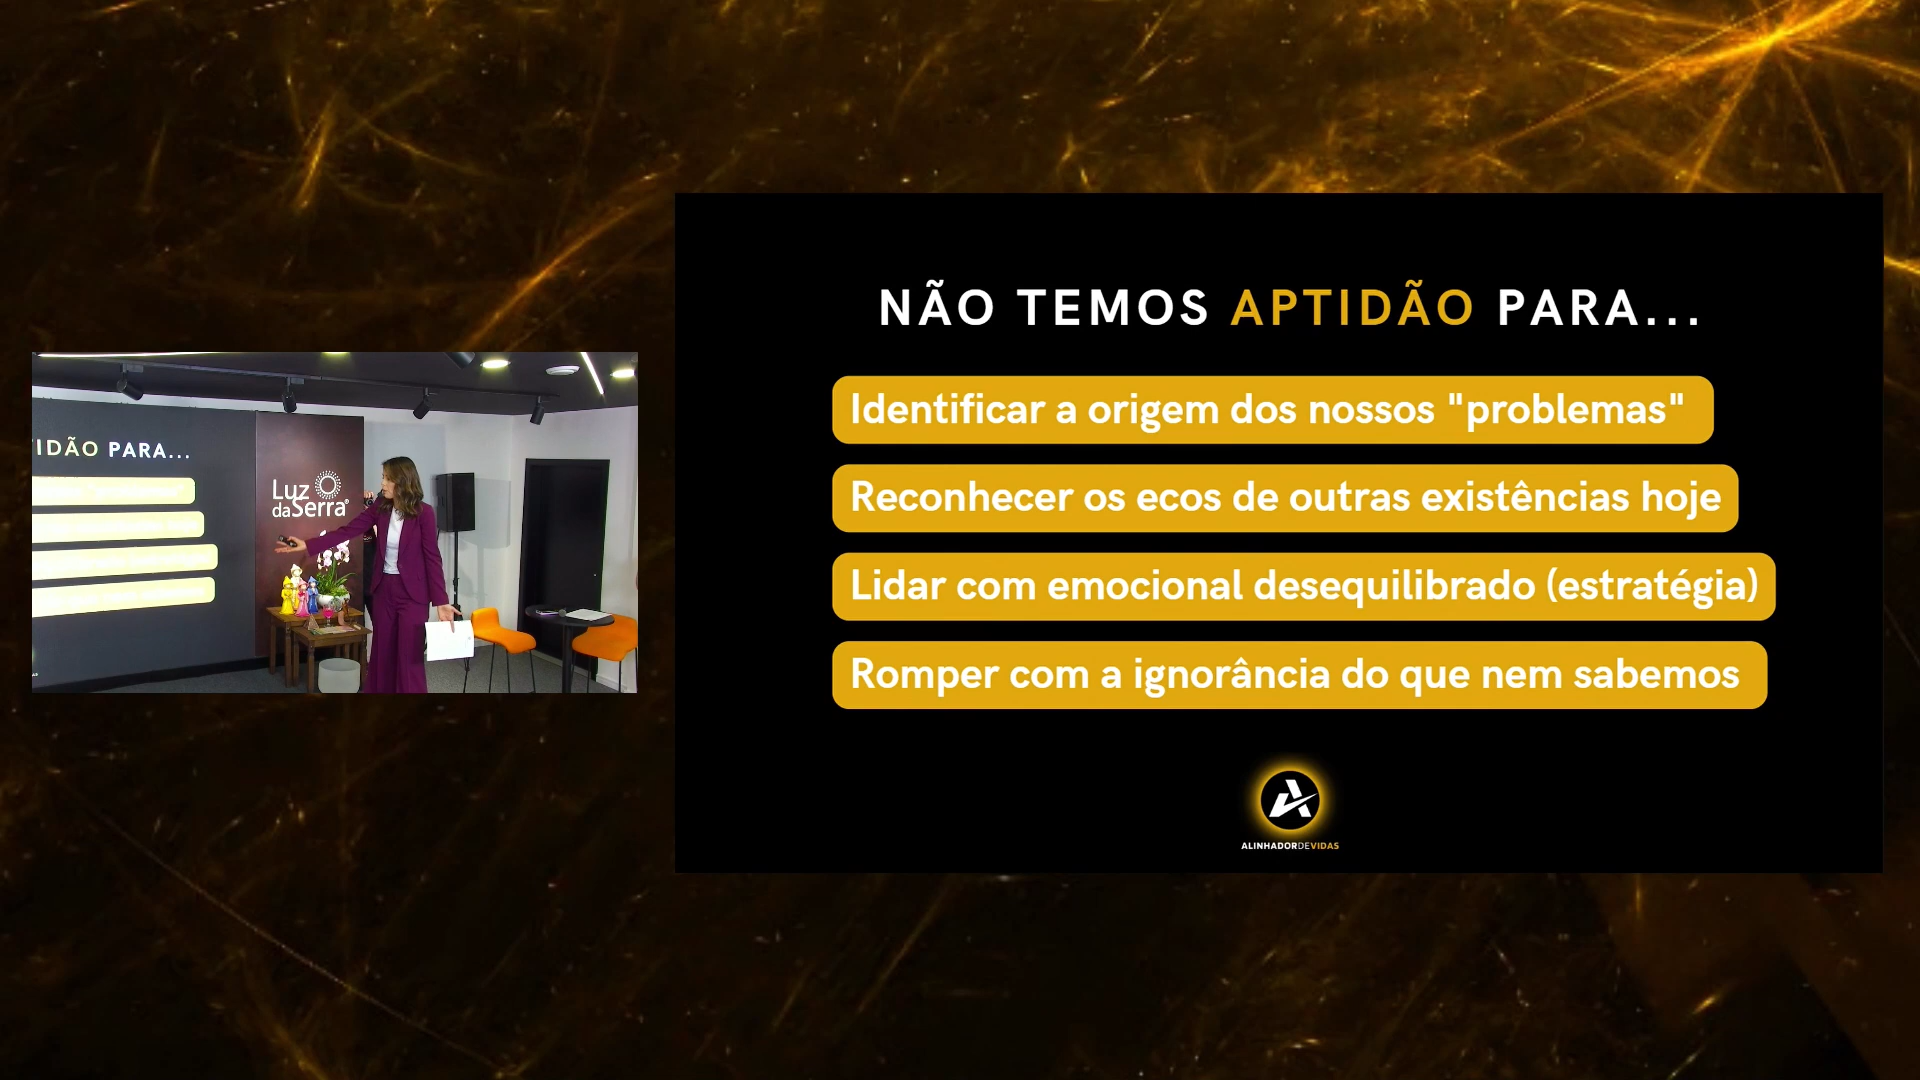 NÃO TEMOS APTIDÃO PARA...
Identificar a origem dos nossos "problemas"
Reconhecer os ecos de outras existências hoje
Lidar com emocional desequilibrado (estratégia)
Romper com a ignorância do que nem sabemos
ALINHADORDEVIDAS
IDÃO PARA...
Luz
daSerra®